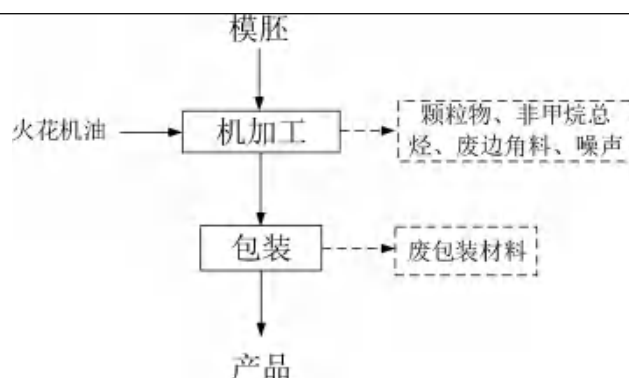 模胚
火花机油
机加工
颗粒物、非甲烷总
烃、废边角料、噪声
包装
废包装材料
产品